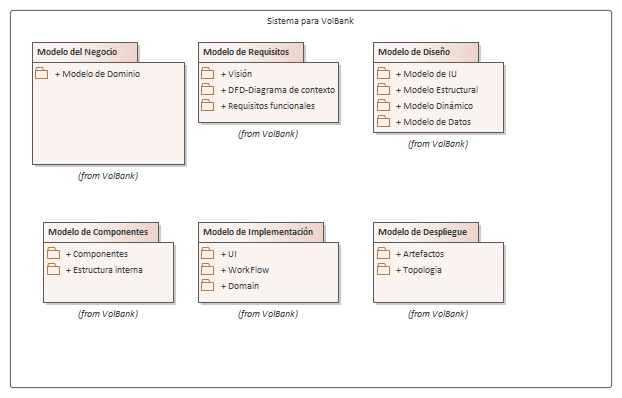 Sistema para VolBank
Modelo del Negocio
+ Modelo de Dominio
(from VolBank)
Modelo de Requisitos
+ Visión
+ DFD-Diagrama de contexto
+ Requisitos funcionales
(from VolBank)
Modelo de Diseño
+ Modelo de IU
+ Modelo Estructural
+ Modelo Dinámico
+ Modelo de Datos
(from VolBank)
Modelo de Componentes
+ Componentes
+ Estructura interna
(from VolBank)
Modelo de Implementación
+ UI
+ WorkFlow
+ Domain
(from VolBank)
Modelo de Despliegue
+ Artefactos
+ Topologia
(from VolBank)